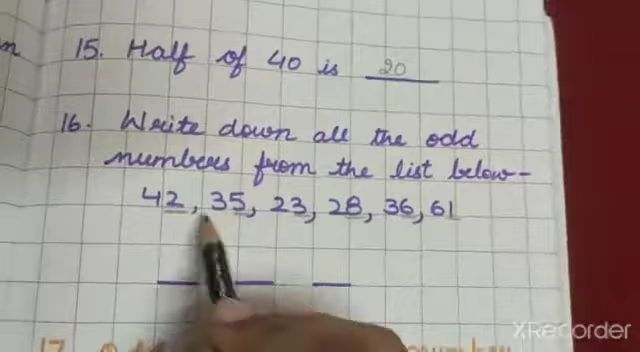 15. Half of 40 is 20
16. Write down all the odd
numbers from the list below-
42, 35, 23, 28, 36, 61
17.
XRecorder